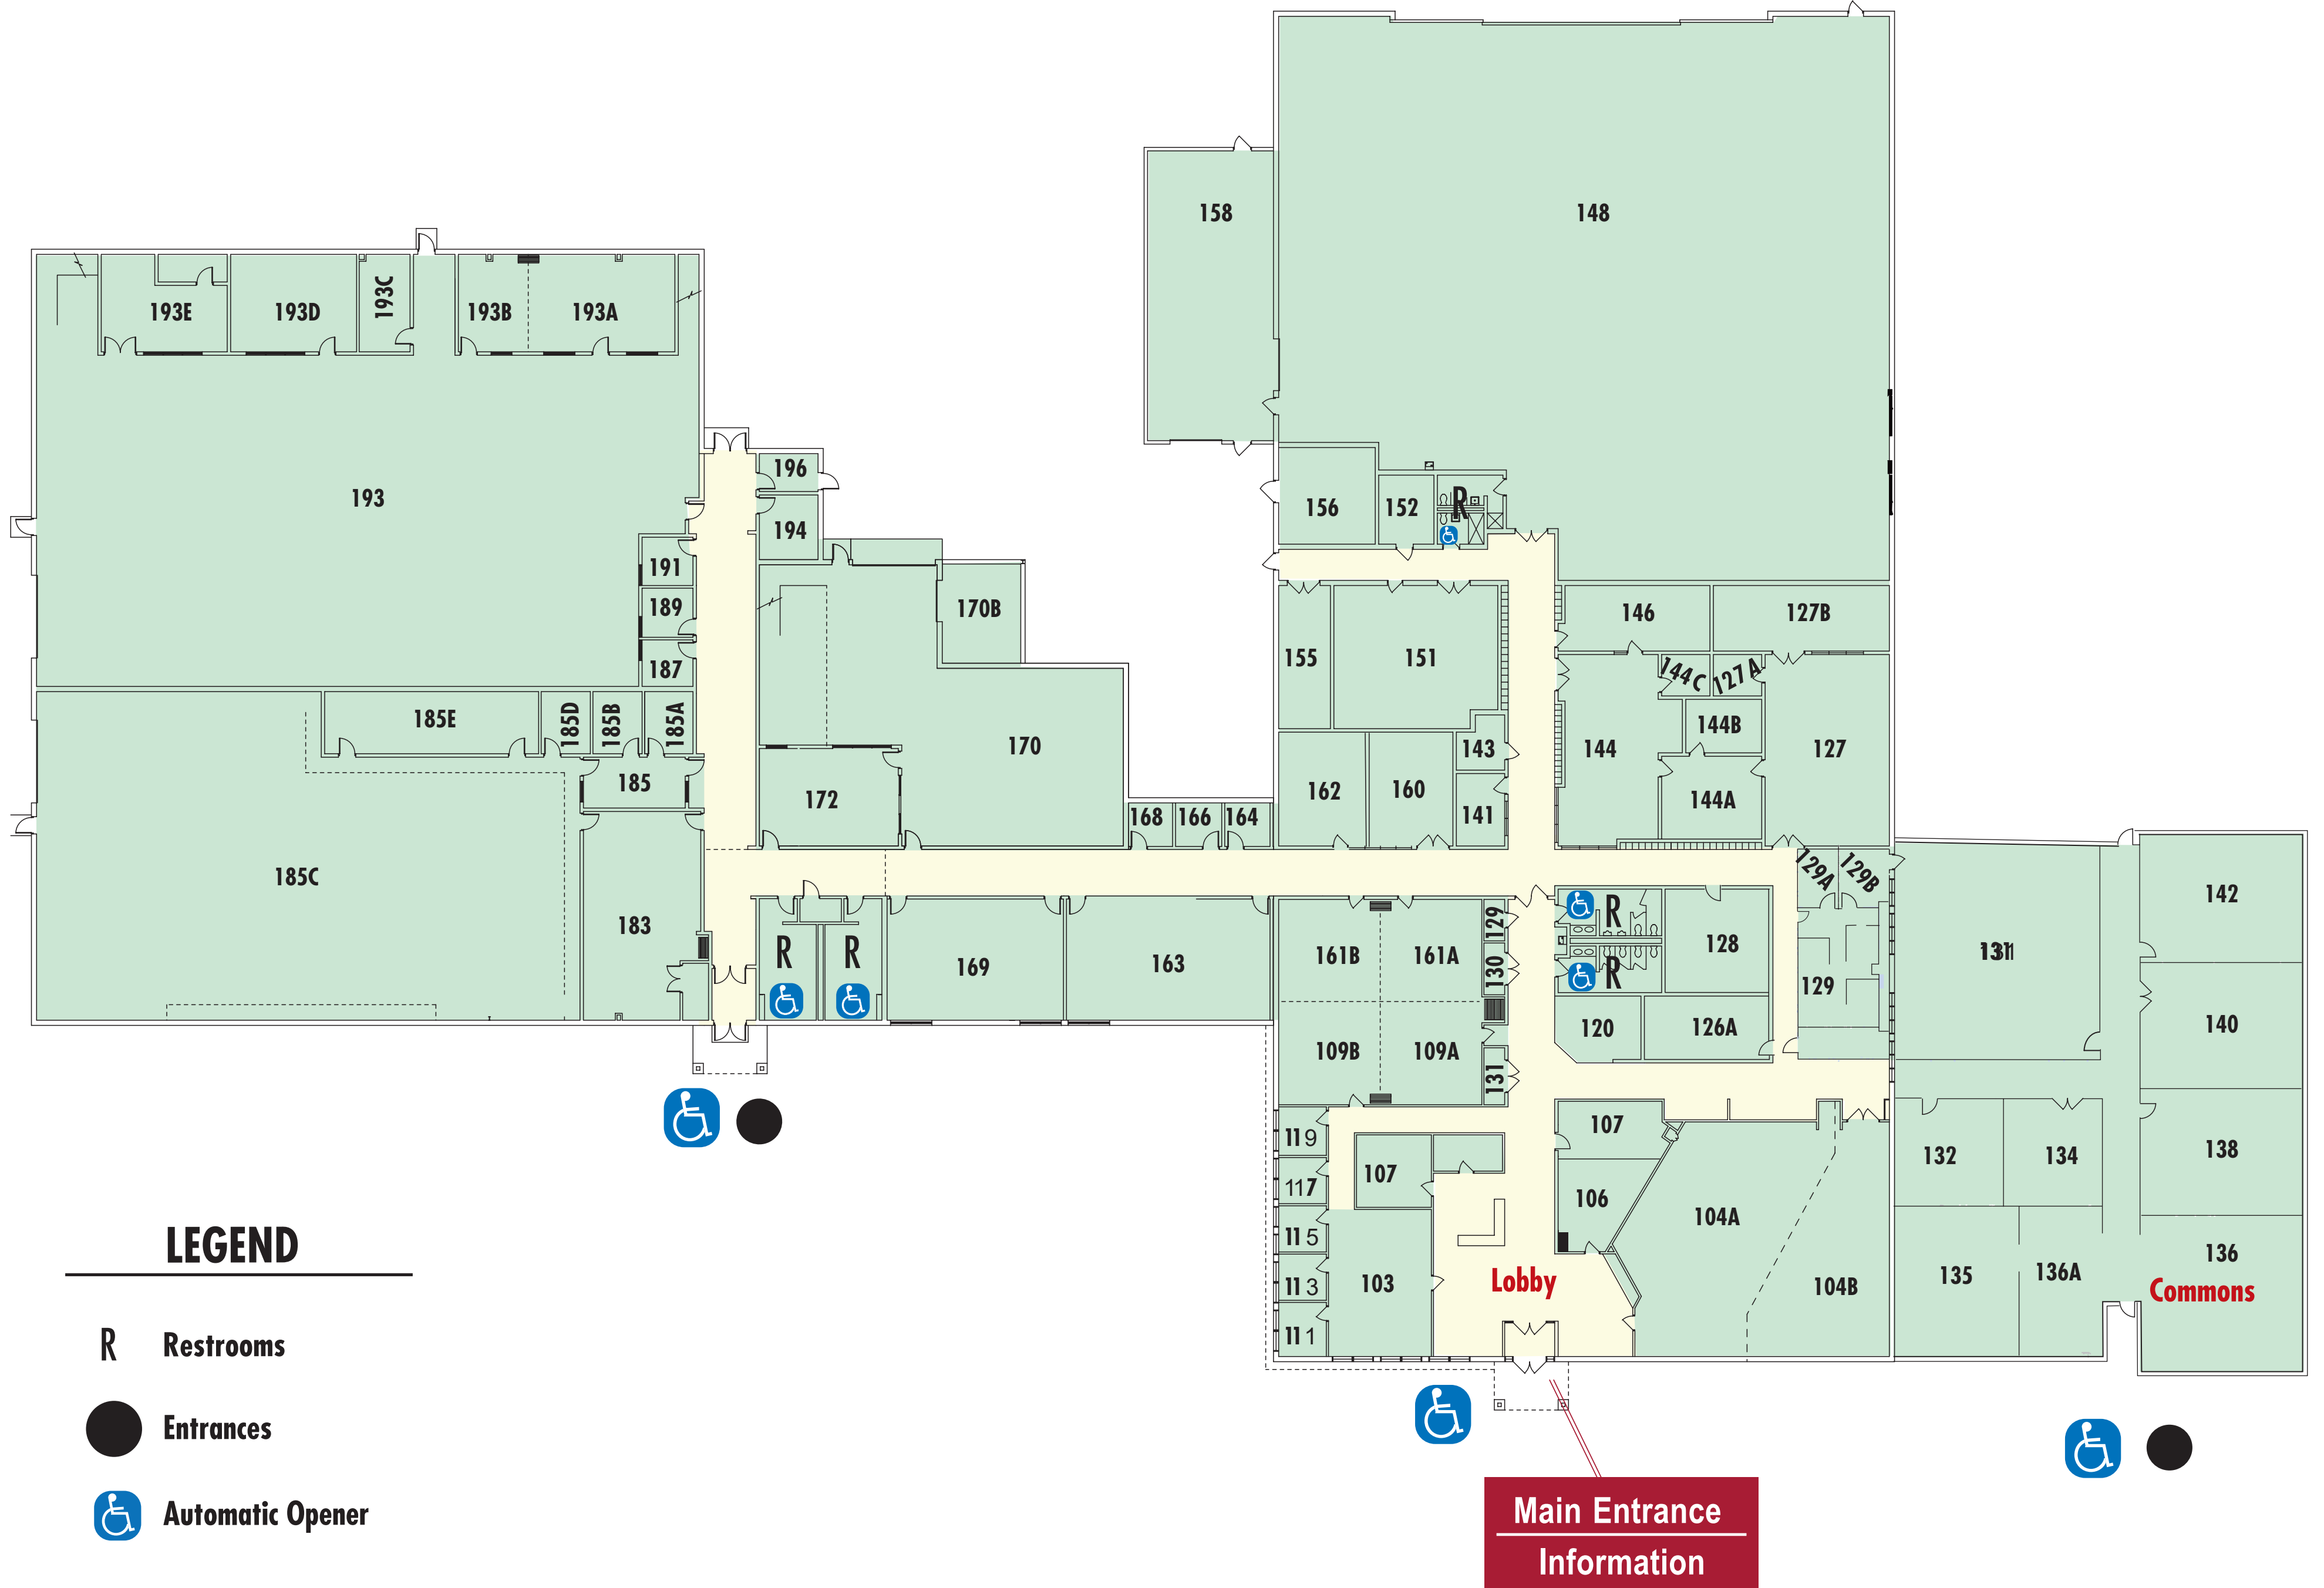 158
148
193E
193D
193C
193B
193A
196
193
194
156
152
R
191
189
170B
146
127B
187
155
151
144C
127A
185E
185D
185B
185A
170
143
144
144B
127
185
172
162
160
141
144A
168
166
164
185C
183
129A
129B
142
R
R
169
163
161B
161A
129
130
R
R
128
131
129
120
126A
140
109B
109A
131
119
107
107
132
134
138
117
106
115
104A
113
103
Lobby
104B
135
136A
136
Commons
111
LEGEND
R Restrooms
Entrances
Automatic Opener
Main Entrance
Information